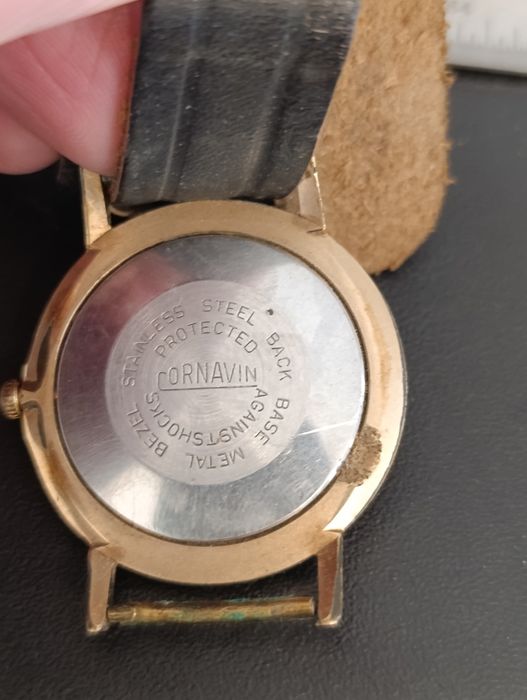 STAINLESS STEEL BACK BASE METAL BEZEL
PROTECTED
CORNAVIN
AGAINST SHOCKS